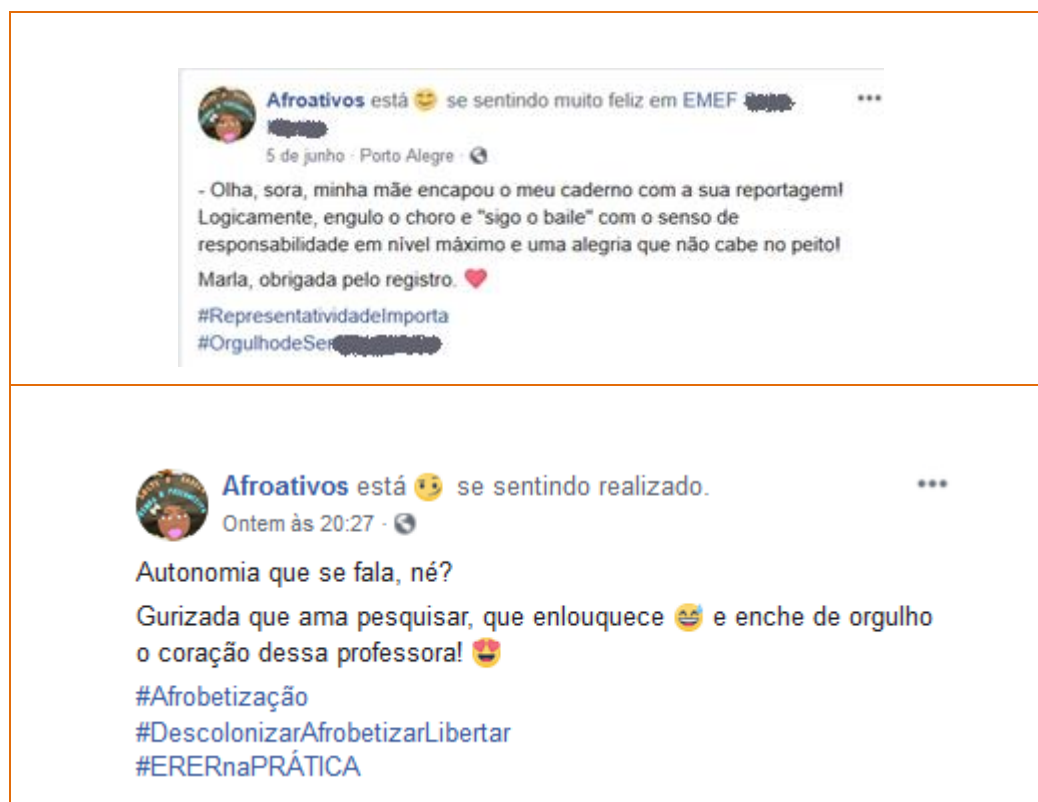 Afroativos está 😊 se sentindo muito feliz em EMEF
5 de junho · Porto Alegre ·
- Olha, sora, minha mãe encapou o meu caderno com a sua reportagem!
Logicamente, engulo o choro e "sigo o baile" com o senso de
responsabilidade em nível máximo e uma alegria que não cabe no peito!
Marla, obrigada pelo registro. ❤️
#RepresentatividadeImporta
#OrgulhodeSer
Afroativos está 🤨 se sentindo realizado.
Ontem às 20:27 ·
Autonomia que se fala, né?
Gurizada que ama pesquisar, que enlouquece 😅 e enche de orgulho
o coração dessa professora! 😍
#Afrobetização
#DescolonizarAfrobetizarLibertar
#ERERnaPRÁTICA